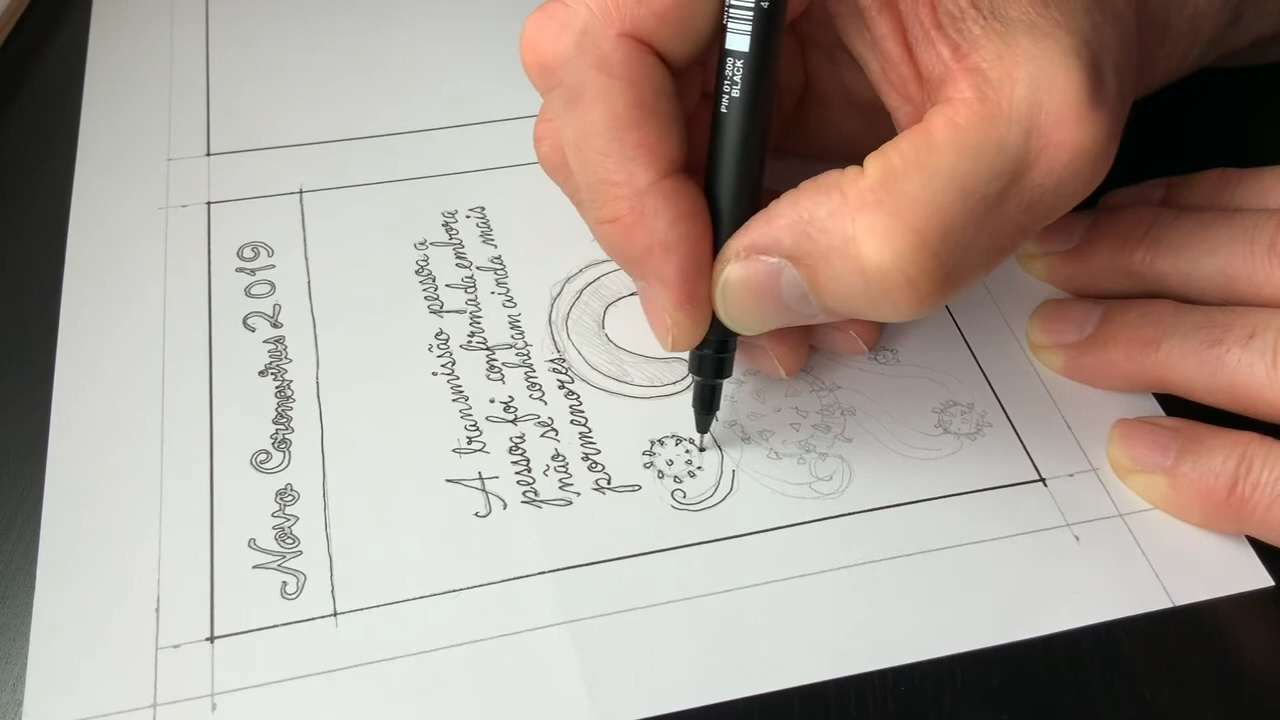 Novo Coronavírus 2019
A transmissão pessoa a
pessoa foi confirmada embora
não se conheçam ainda mais
pormenores.
PIN 01-200
BLACK